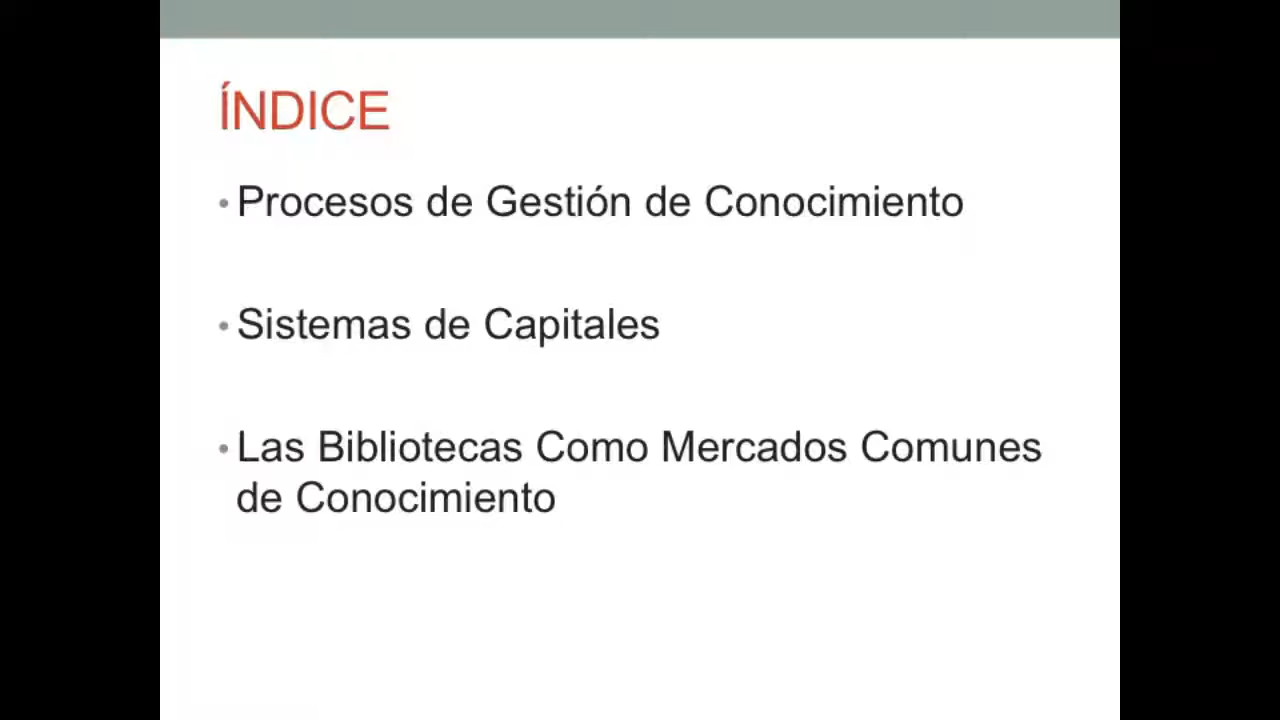 ÍNDICE
• Procesos de Gestión de Conocimiento
• Sistemas de Capitales
• Las Bibliotecas Como Mercados Comunes
de Conocimiento